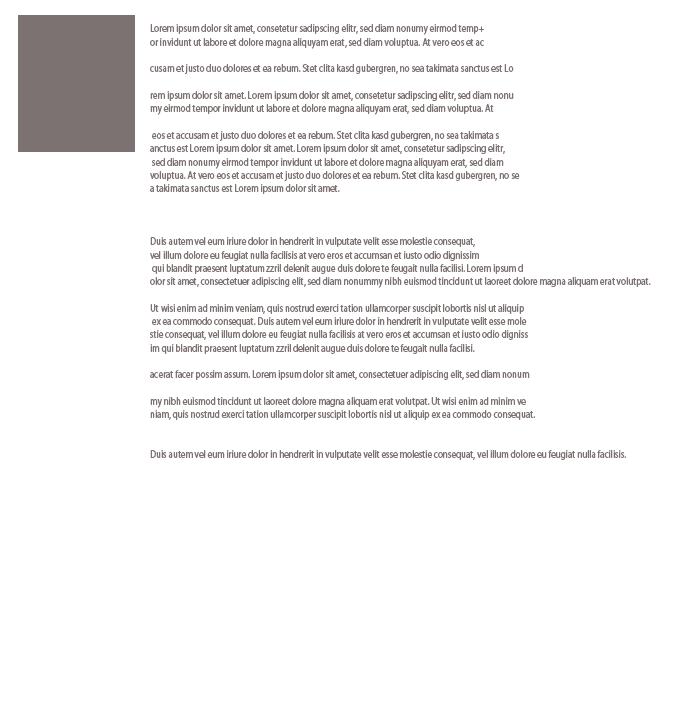 Lorem ipsum dolor sit amet, consetetur sadipscing elitr, sed diam nonumy eirmod temp+
or invidunt ut labore et dolore magna aliquyam erat, sed diam voluptua. At vero eos et ac
cusam et justo duo dolores et ea rebum. Stet clita kasd gubergren, no sea takimata sanctus est Lo
rem ipsum dolor sit amet. Lorem ipsum dolor sit amet, consetetur sadipscing elitr, sed diam nonu
my eirmod tempor invidunt ut labore et dolore magna aliquyam erat, sed diam voluptua. At
eos et accusam et justo duo dolores et ea rebum. Stet clita kasd gubergren, no sea takimata s
anctus est Lorem ipsum dolor sit amet. Lorem ipsum dolor sit amet, consetetur sadipscing elitr,
sed diam nonumy eirmod tempor invidunt ut labore et dolore magna aliquyam erat, sed diam
voluptua. At vero eos et accusam et justo duo dolores et ea rebum. Stet clita kasd gubergren, no se
a takimata sanctus est Lorem ipsum dolor sit amet.
Duis autem vel eum iriure dolor in hendrerit in vulputate velit esse molestie consequat,
vel illum dolore eu feugiat nulla facilisis at vero eros et accumsan et iusto odio dignissim
qui blandit praesent luptatum zzril delenit augue duis dolore te feugait nulla facilisi. Lorem ipsum d
olor sit amet, consectetuer adipiscing elit, sed diam nonummy nibh euismod tincidunt ut laoreet dolore magna aliquam erat volutpat.
Ut wisi enim ad minim veniam, quis nostrud exerci tation ullamcorper suscipit lobortis nisl ut aliquip
ex ea commodo consequat. Duis autem vel eum iriure dolor in hendrerit in vulputate velit esse mole
stie consequat, vel illum dolore eu feugiat nulla facilisis at vero eros et accumsan et iusto odio digniss
im qui blandit praesent luptatum zzril delenit augue duis dolore te feugait nulla facilisi.
acerat facer possim assum. Lorem ipsum dolor sit amet, consectetuer adipiscing elit, sed diam nonum
my nibh euismod tincidunt ut laoreet dolore magna aliquam erat volutpat. Ut wisi enim ad minim ve
niam, quis nostrud exerci tation ullamcorper suscipit lobortis nisl ut aliquip ex ea commodo consequat.
Duis autem vel eum iriure dolor in hendrerit in vulputate velit esse molestie consequat, vel illum dolore eu feugiat nulla facilisis.